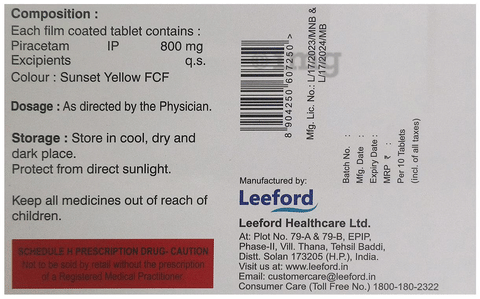 Composition :
Each film coated tablet contains :
Piracetam IP 800 mg
Excipients q.s.
Colour : Sunset Yellow FCF
Dosage : As directed by the Physician.
Storage : Store in cool, dry and
dark place.
Protect from direct sunlight.
Keep all medicines out of reach of
children.
SCHEDULE H PRESCRIPTION DRUG- CAUTION
Not to be sold by retail without the prescription
of a Registered Medical Practitioner.
8 904250 607250 >
Mfg. Lic. No.: L/17/2023/MNB &
L/17/2024/MB
Batch No. :
Mfg. Date :
Expiry Date :
MRP ₹ :
Per 10 Tablets
(incl. of all taxes)
Manufactured by:
Leeford
Leeford Healthcare Ltd.
At: Plot No. 79-A & 79-B, EPIP,
Phase-II, Vill. Thana, Tehsil Baddi,
Distt. Solan 173205 (H.P.), India.
Visit us at: www.leeford.in
Email: customercare@leeford.in
Consumer Care (Toll Free No.) 1800-180-2322